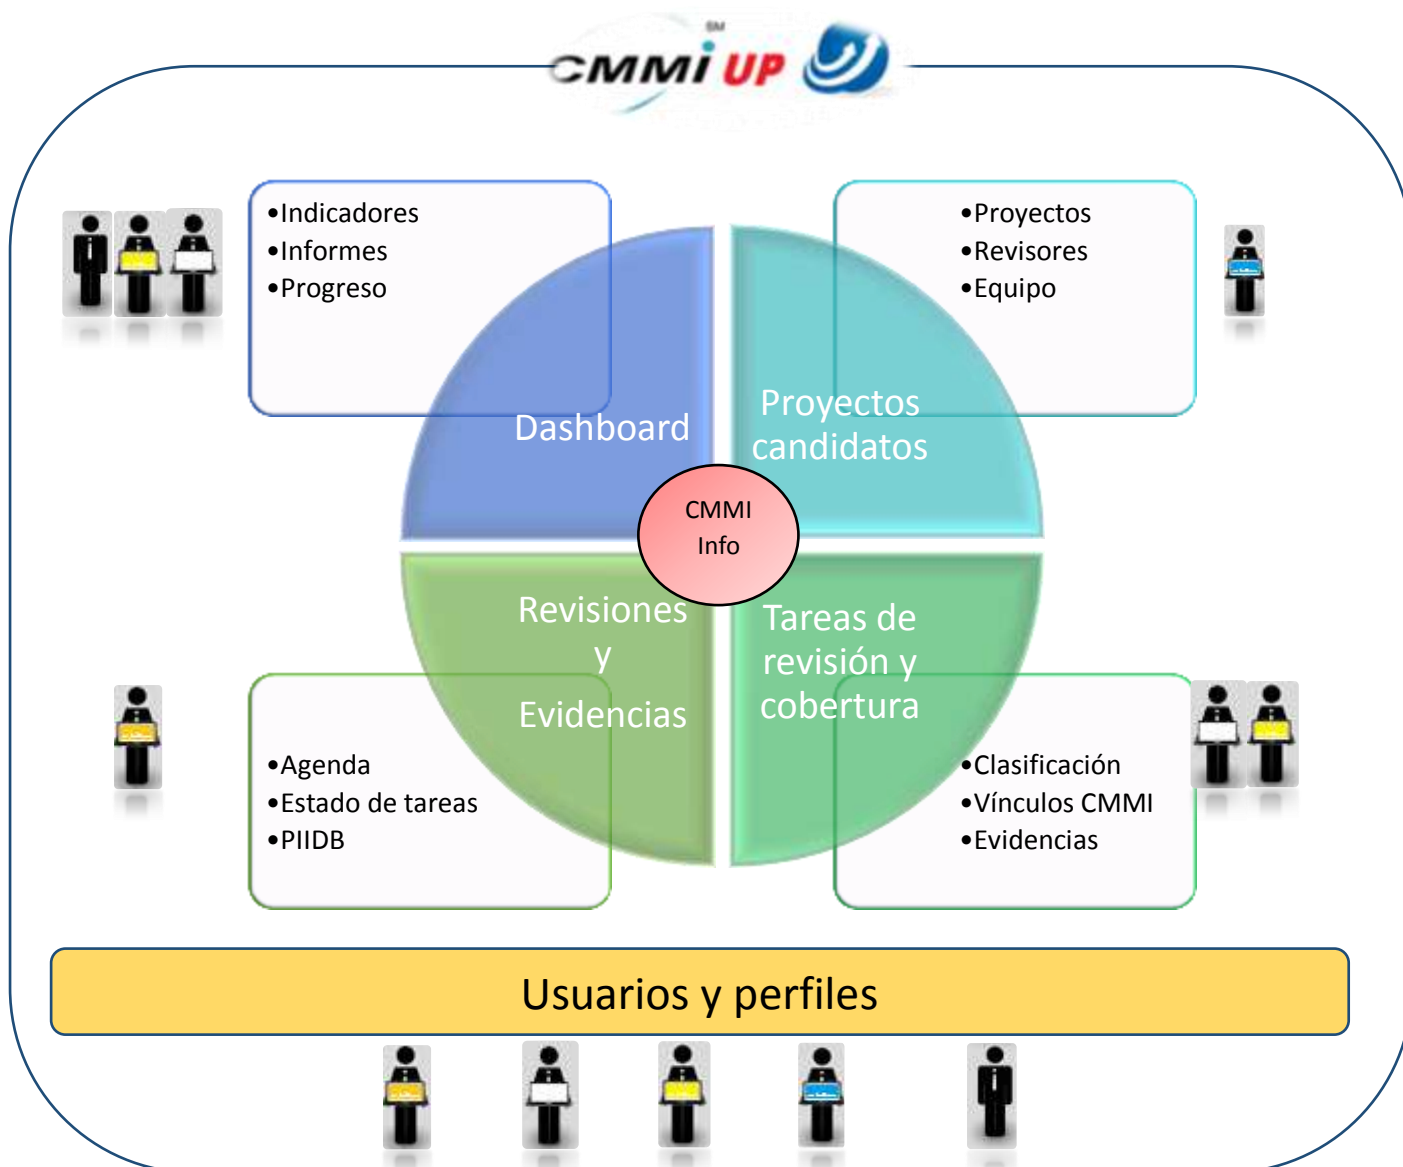 SM
CMMi UP
•Indicadores
•Informes
•Progreso
•Proyectos
•Revisores
•Equipo
Dashboard
Proyectos
candidatos
CMMI
Info
Revisiones
y
Evidencias
Tareas de
revisión y
cobertura
•Agenda
•Estado de tareas
•PIIDB
•Clasificación
•Vínculos CMMI
•Evidencias
Usuarios y perfiles